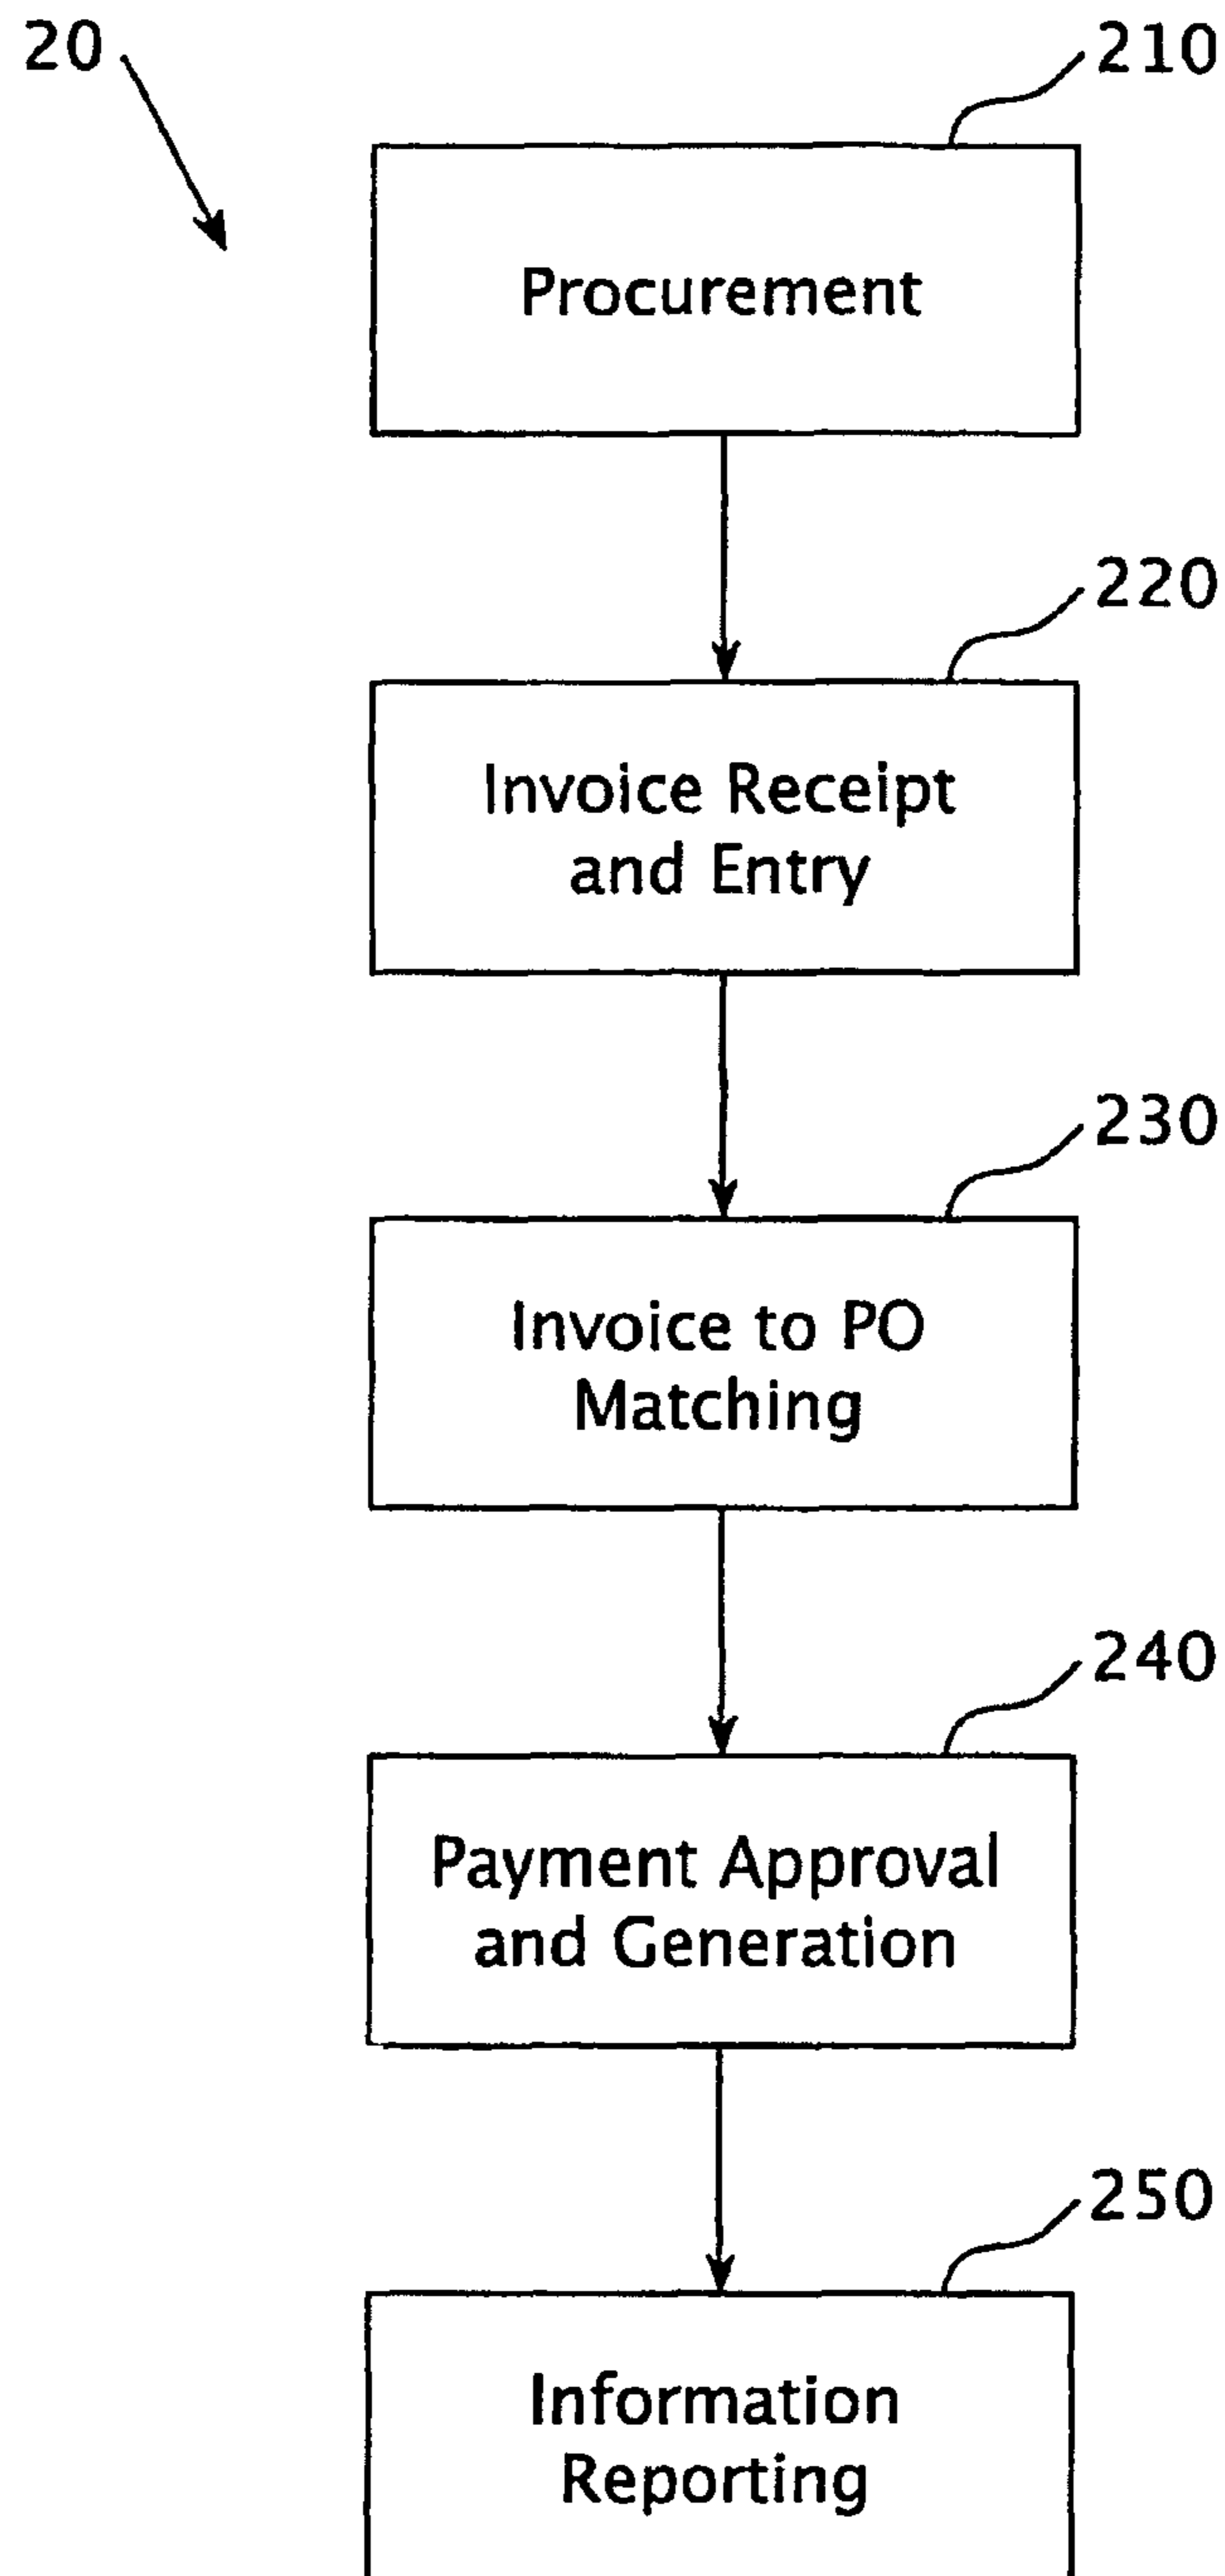 20
210
Procurement
220
Invoice Receipt
and Entry
230
Invoice to PO
Matching
240
Payment Approval
and Generation
250
Information
Reporting